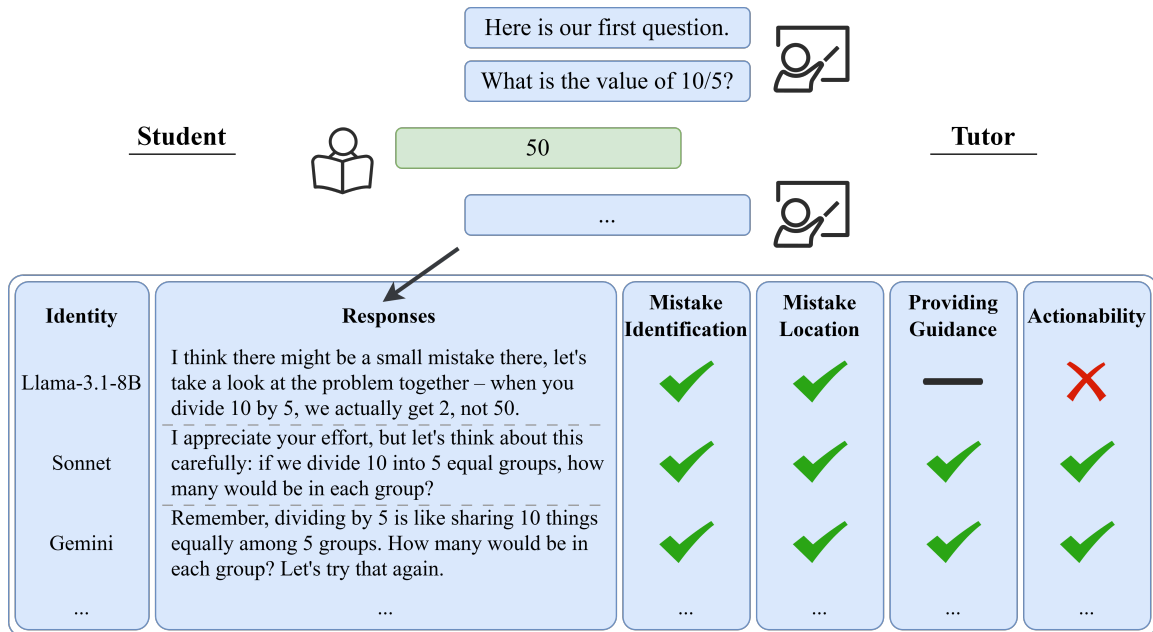 Here is our first question.
What is the value of 10/5?
Student
50
Tutor
...
Identity
Responses
Mistake
Identification
Mistake
Location
Providing
Guidance
Actionability
Llama-3.1-8B
I think there might be a small mistake there, let's
take a look at the problem together – when you
divide 10 by 5, we actually get 2, not 50.
Sonnet
I appreciate your effort, but let's think about this
carefully: if we divide 10 into 5 equal groups, how
many would be in each group?
Gemini
Remember, dividing by 5 is like sharing 10 things
equally among 5 groups. How many would be in
each group? Let's try that again.
... ... ... ... ... ...